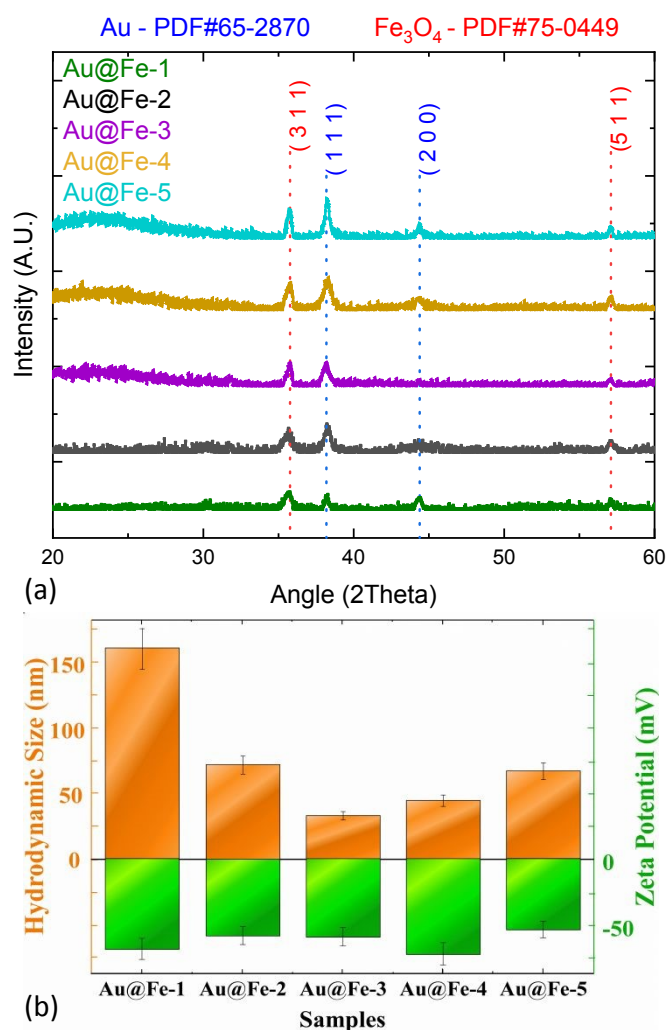 Au - PDF#65-2870 Fe₃O₄ - PDF#75-0449
Au@Fe-1
Au@Fe-2
Au@Fe-3
Au@Fe-4
Au@Fe-5
( 3 1 1 )
( 1 1 1 )
( 2 0 0 )
(5 1 1)
Intensity (A.U.)
20 30 40 50 60
Angle (2Theta)
(a)
Hydrodynamic Size (nm)
150
100
50
0
Zeta Potential (mV)
0
-50
Au@Fe-1 Au@Fe-2 Au@Fe-3 Au@Fe-4 Au@Fe-5
Samples
(b)